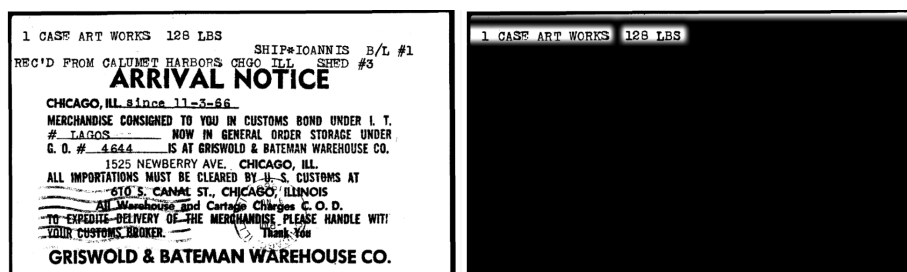 1 CASE ART WORKS 128 LBS
SHIP*IOANNIS B/L #1
REC'D FROM CALUMET HARBORS CHGO ILL SHED #3
ARRIVAL NOTICE
CHICAGO, ILL. since 11-3-66
MERCHANDISE CONSIGNED TO YOU IN CUSTOMS BOND UNDER I. T.
# LAGOS NOW IN GENERAL ORDER STORAGE UNDER
G. O. # 4644 IS AT GRISWOLD & BATEMAN WAREHOUSE CO.
1525 NEWBERRY AVE. CHICAGO, ILL.
ALL IMPORTATIONS MUST BE CLEARED BY U. S. CUSTOMS AT
610 S. CANAL ST., CHICAGO, ILLINOIS
All Warehouse and Cartage Charges C. O. D.
TO EXPEDITE DELIVERY OF THE MERCHANDISE PLEASE HANDLE WITH
YOUR CUSTOMS BROKER. Thank You
GRISWOLD & BATEMAN WAREHOUSE CO.
1 CASE ART WORKS 128 LBS